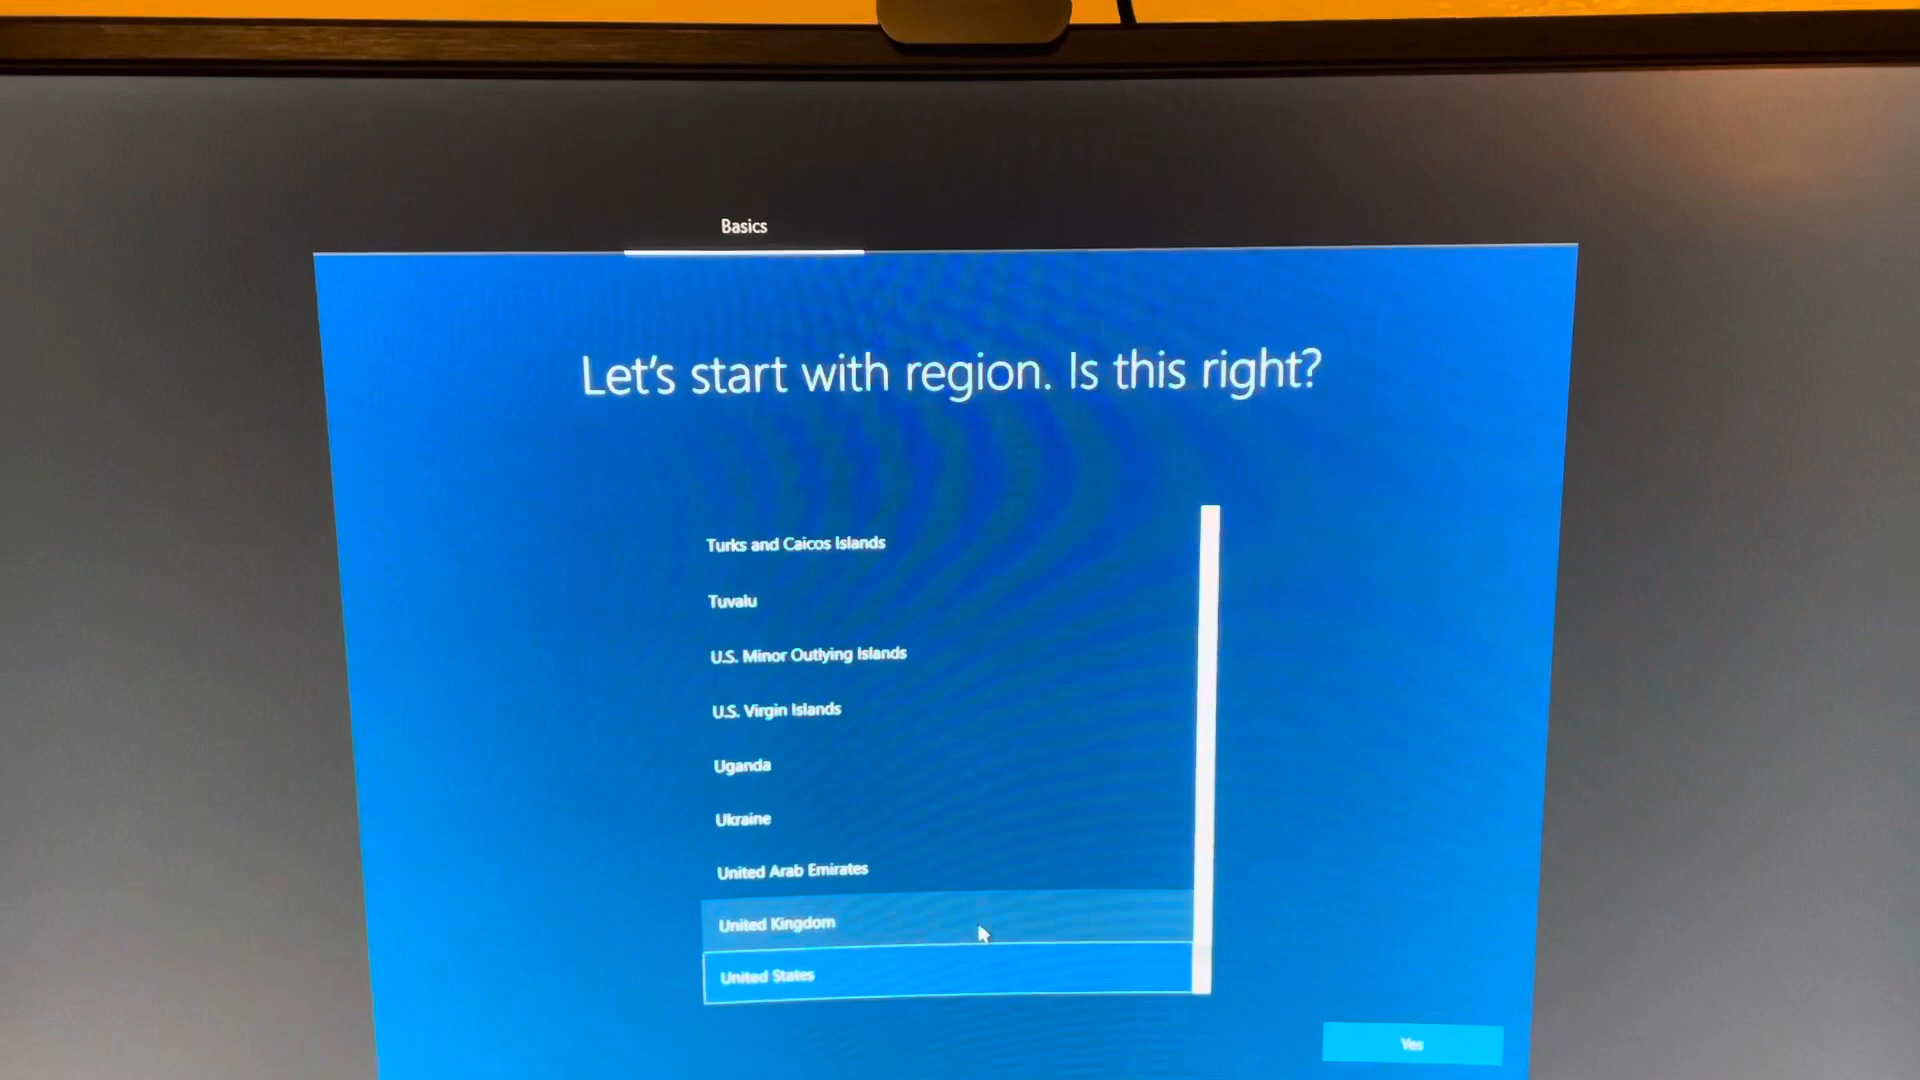 Basics
Let's start with region. Is this right?
Turks and Caicos Islands
Tuvalu
U.S. Minor Outlying Islands
U.S. Virgin Islands
Uganda
Ukraine
United Arab Emirates
United Kingdom
United States
Yes